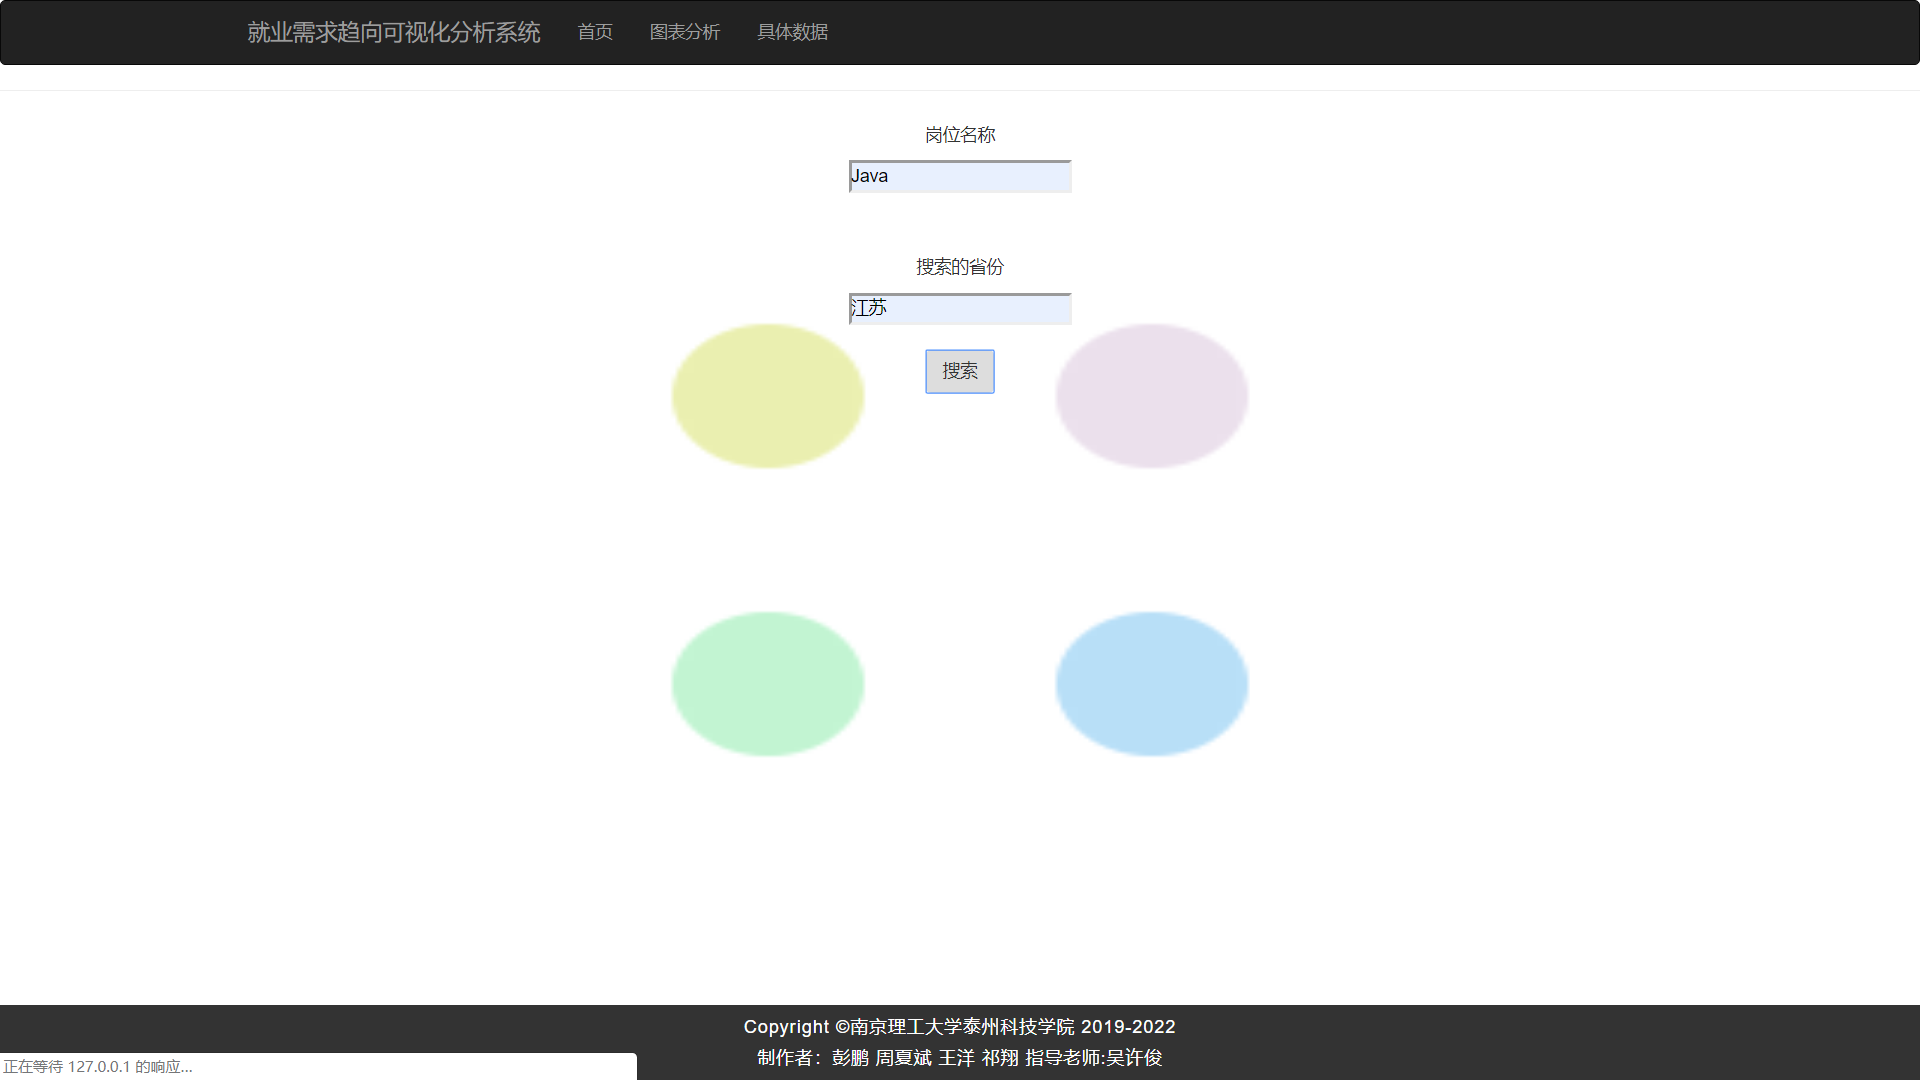 就业需求趋向可视化分析系统 首页 图表分析 具体数据
岗位名称
Java
搜索的省份
江苏
搜索
Copyright ©南京理工大学泰州科技学院 2019-2022
制作者：彭鹏 周夏斌 王洋 祁翔 指导老师:吴许俊
正在等待 127.0.0.1 的响应...